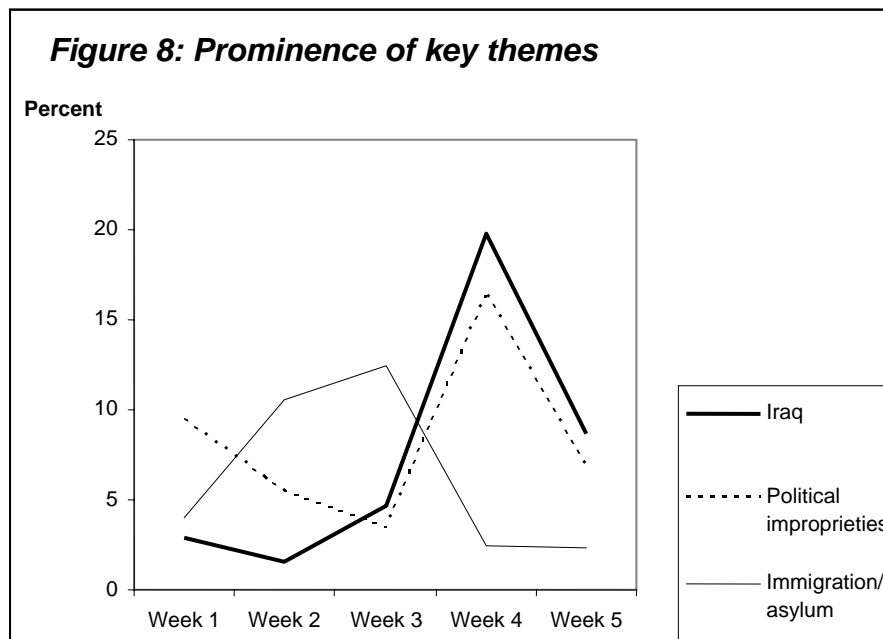 Figure 8: Prominence of key themes
Percent
25
20
15
10
5
0
Week 1 Week 2 Week 3 Week 4 Week 5
Iraq
Political
improprieties
Immigration/
asylum